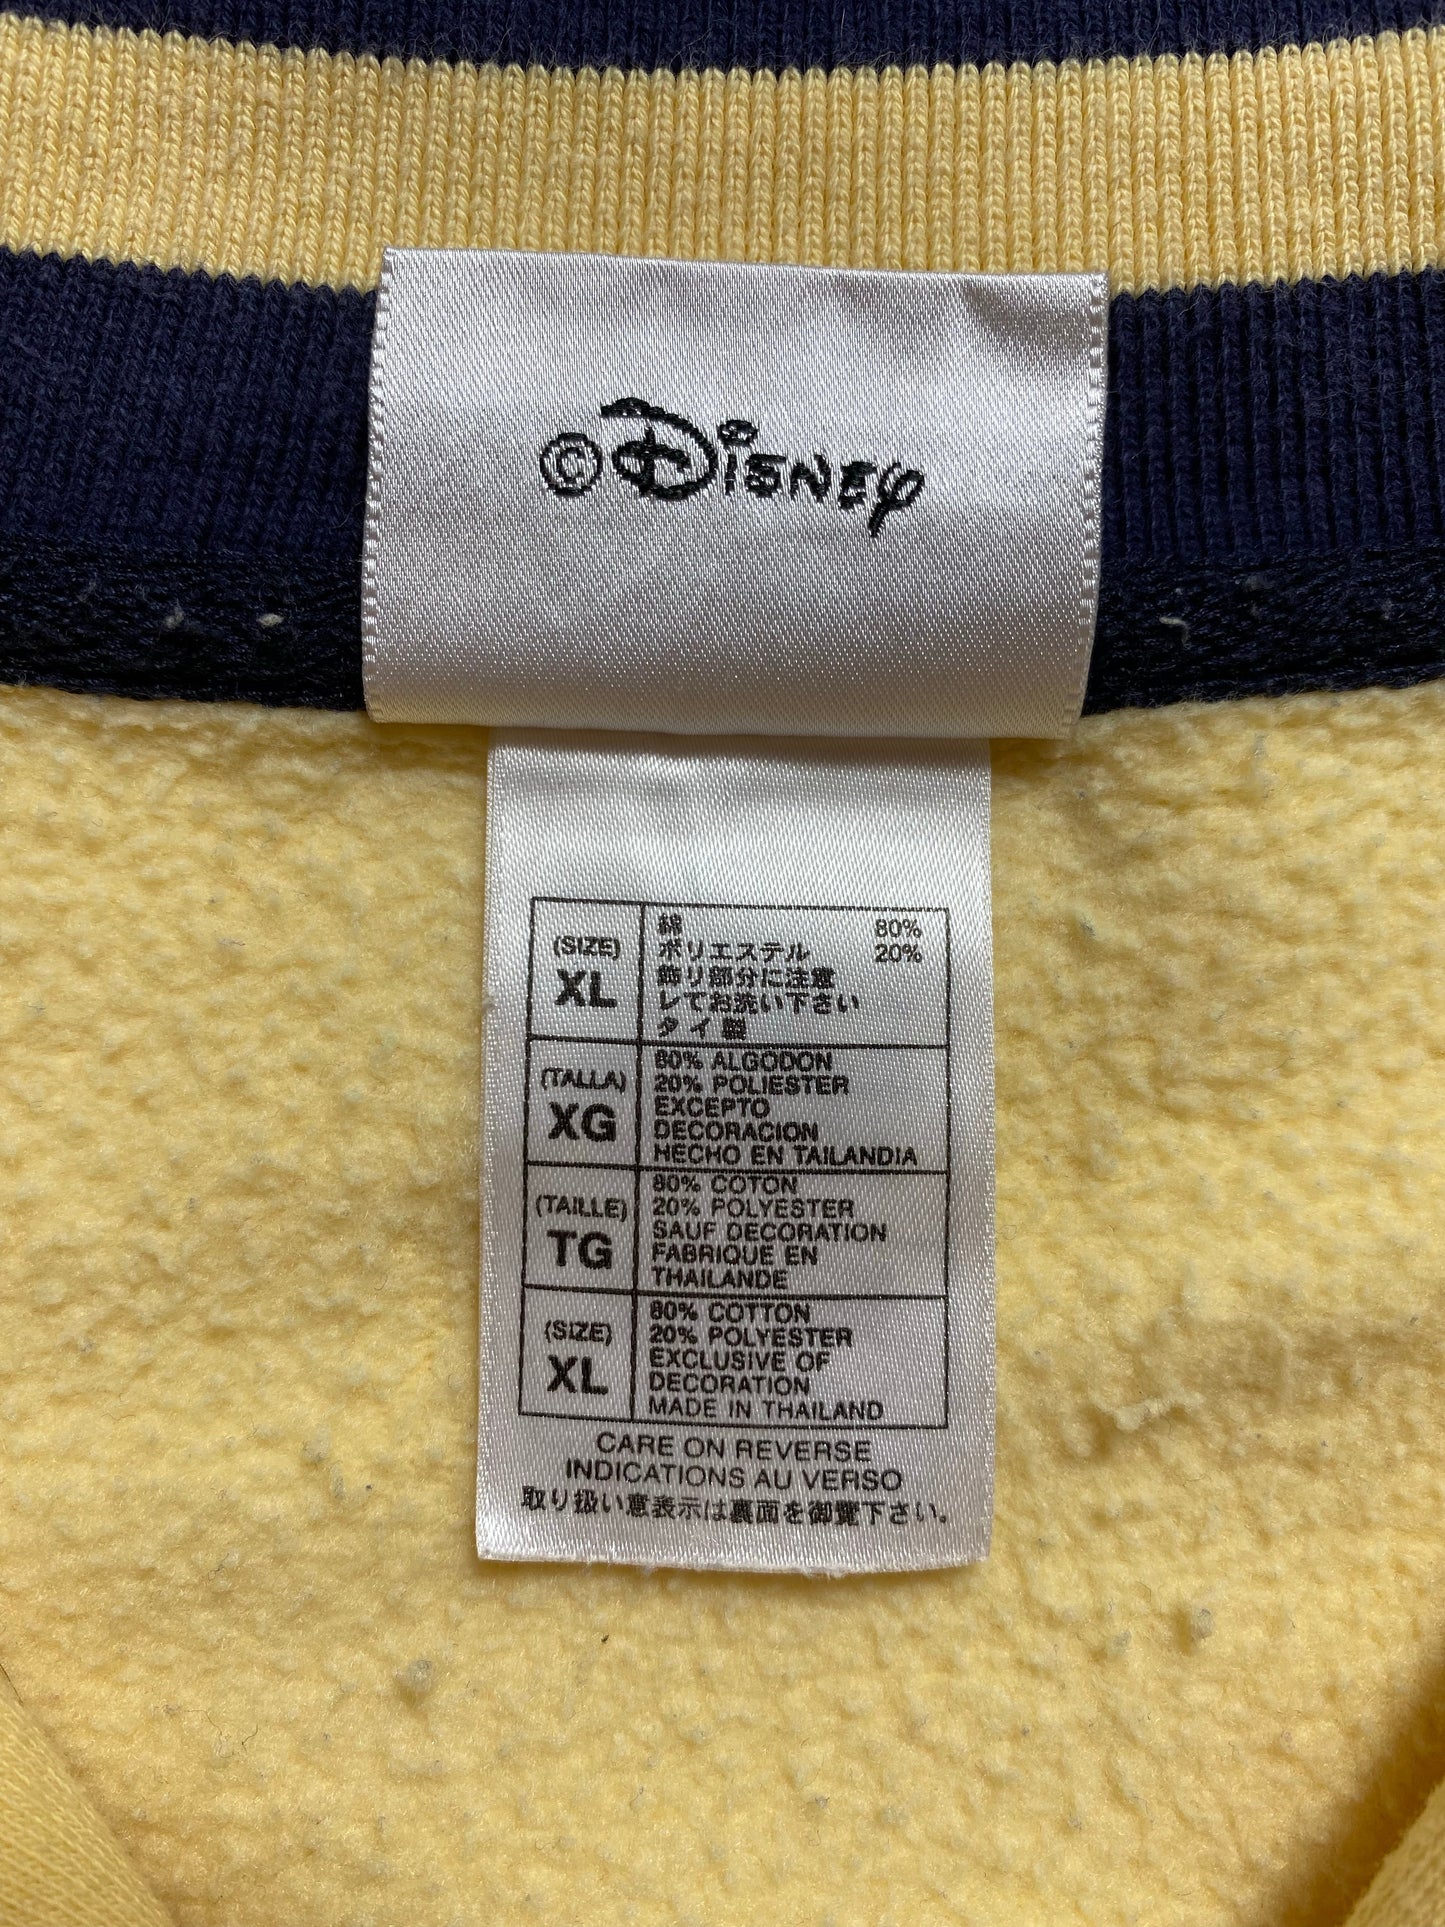 ©Disney
(SIZE)
XL
綿 80%
ポリエステル 20%
飾り部分に注意
してお洗い下さい
タイ製
(TALLA)
XG
80% ALGODON
20% POLIESTER
EXCEPTO
DECORACION
HECHO EN TAILANDIA
(TAILLE)
TG
80% COTON
20% POLYESTER
SAUF DECORATION
FABRIQUE EN
THAILANDE
(SIZE)
XL
80% COTTON
20% POLYESTER
EXCLUSIVE OF
DECORATION
MADE IN THAILAND
CARE ON REVERSE
INDICATIONS AU VERSO
取り扱い意表示は裏面を御覧下さい。